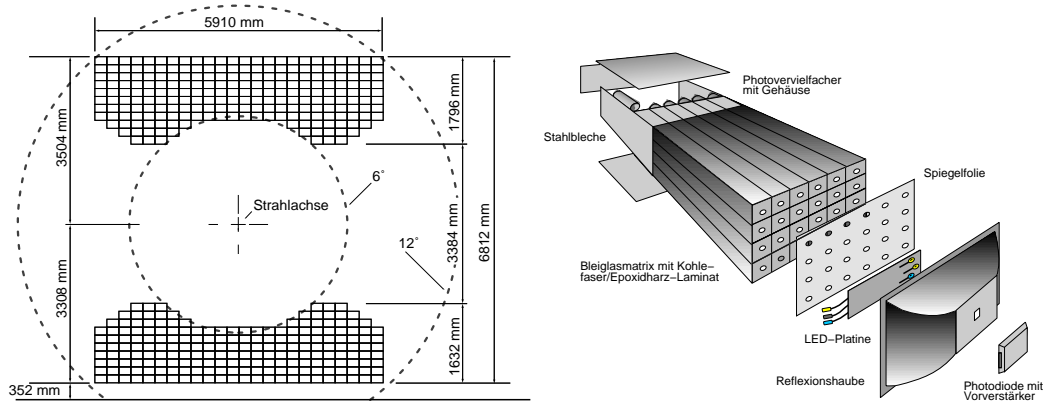 5910 mm
3504 mm
1796 mm
6°
Strahlachse
3384 mm
6812 mm
12°
3308 mm
1632 mm
352 mm
Photovervielfacher
mit Gehäuse
Stahlbleche
Spiegelfolie
Bleiglasmatrix mit Kohle–
faser/Epoxidharz–Laminat
LED–Platine
Reflexionshaube
Photodiode mit
Vorverstärker